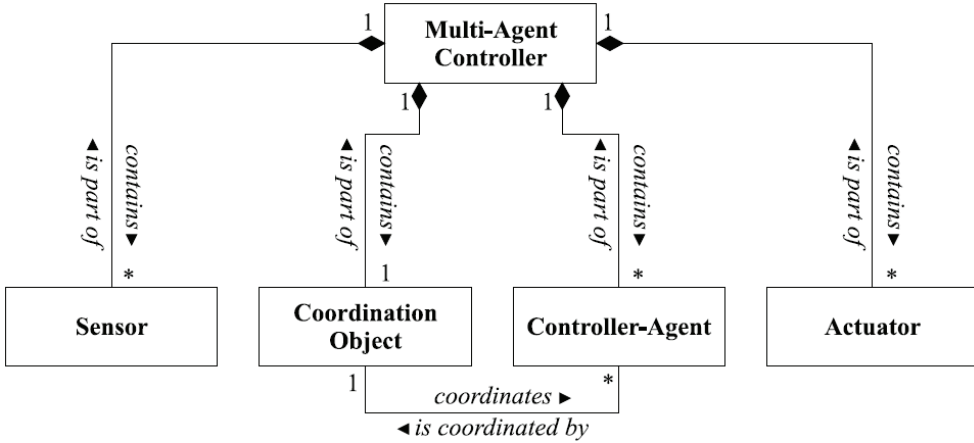 1
Multi-Agent
Controller
1
1
1
◄ is part of
contains ►
◄ is part of
contains ►
◄ is part of
contains ►
◄ is part of
contains ►
*
1
*
*
Sensor
Coordination
Object
Controller-Agent
Actuator
1
*
coordinates ►
◄ is coordinated by